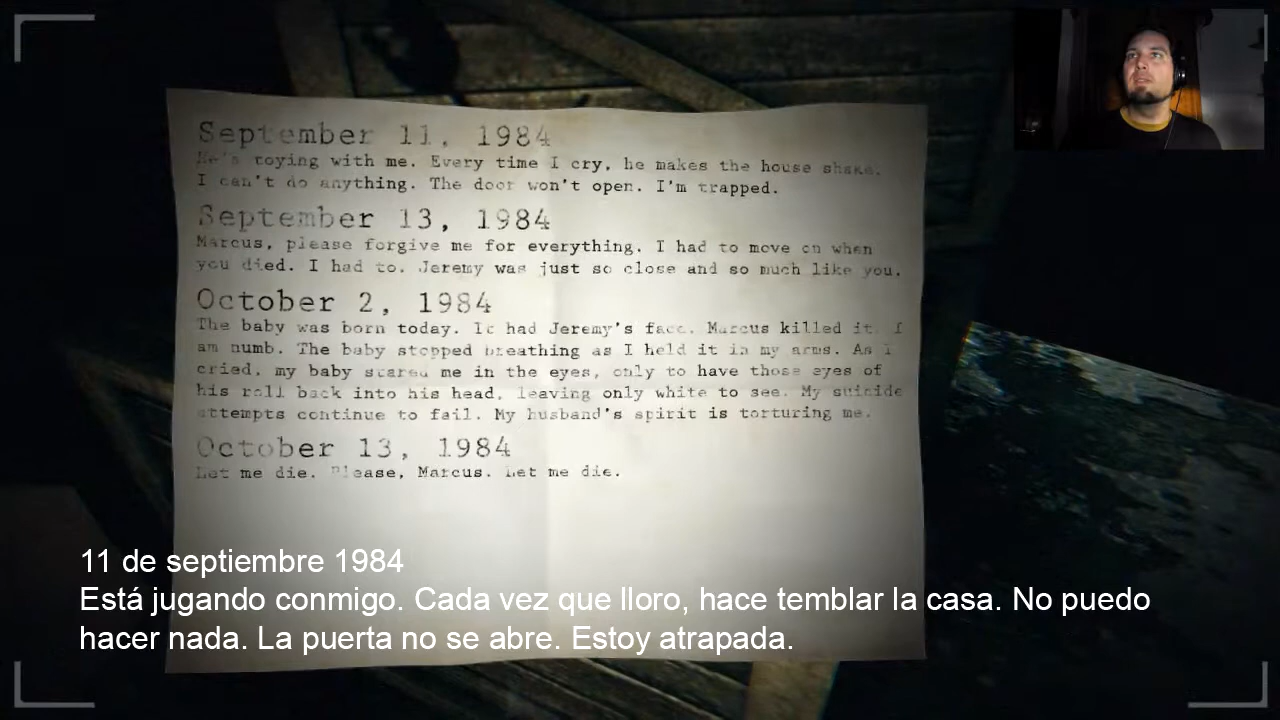 September 11, 1984
He's toying with me. Every time I cry, he makes the house shake.
I can't do anything. The door won't open. I'm trapped.
September 13, 1984
Marcus, please forgive me for everything. I had to move on when
you died. I had to. Jeremy was just so close and so much like you.
October 2, 1984
The baby was born today. It had Jeremy's face. Marcus killed it. I
am numb. The baby stopped breathing as I held it in my arms. As I
cried, my baby stared me in the eyes, only to have those eyes of
his roll back into his head, leaving only white to see. My suicide
attempts continue to fail. My husband's spirit is torturing me.
October 13, 1984
Let me die. Please, Marcus. Let me die.
11 de septiembre 1984
Está jugando conmigo. Cada vez que lloro, hace temblar la casa. No puedo
hacer nada. La puerta no se abre. Estoy atrapada.